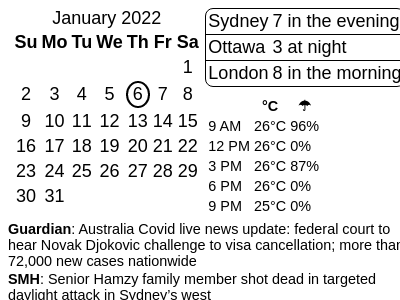 January 2022
Su Mo Tu We Th Fr Sa
1
2 3 4 5 6 7 8
9 10 11 12 13 14 15
16 17 18 19 20 21 22
23 24 25 26 27 28 29
30 31
Sydney 7 in the evening
Ottawa 3 at night
London 8 in the morning
°C ☂
9 AM 26°C 96%
12 PM 26°C 0%
3 PM 26°C 87%
6 PM 26°C 0%
9 PM 25°C 0%
Guardian: Australia Covid live news update: federal court to
hear Novak Djokovic challenge to visa cancellation; more than
72,000 new cases nationwide
SMH: Senior Hamzy family member shot dead in targeted
daylight attack in Sydney’s west